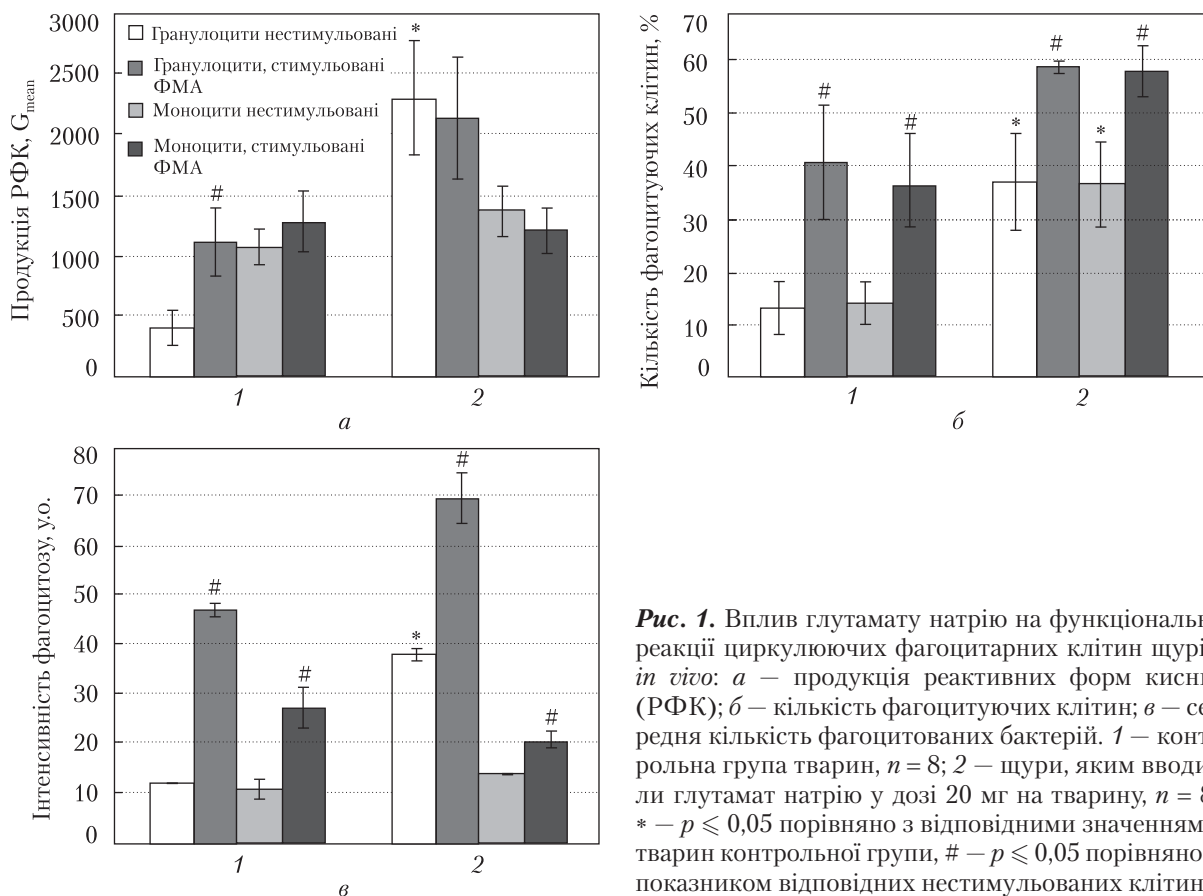 3000
2500
2000
1500
1000
500
0
Продукція РФК, G_mean
Гранулоцити нестимульовані
Гранулоцити, стимульовані
ФМА
Моноцити нестимульовані
Моноцити, стимульовані
ФМА
#
*
1
2
а
70
60
50
40
30
20
10
0
Кількість фагоцитуючих клітин, %
#
#
*
#
*
#
1
2
б
80
70
60
50
40
30
20
10
0
Інтенсивність фагоцитозу, у.о.
#
#
*
#
#
1
2
в
Рис. 1. Вплив глутамату натрію на функціональн
реакції циркулюючих фагоцитарних клітин щурі
in vivo: а — продукція реактивних форм кисн
(РФК); б — кількість фагоцитуючих клітин; в — се
редня кількість фагоцитованих бактерій. 1 — конт
рольна група тварин, n = 8; 2 — щури, яким вводи
ли глутамат натрію у дозі 20 мг на тварину, n = 8
* — p ⩽ 0,05 порівняно з відповідними значенням
тварин контрольної групи, # — p ⩽ 0,05 порівняно
показником відповідних нестимульованих клітин